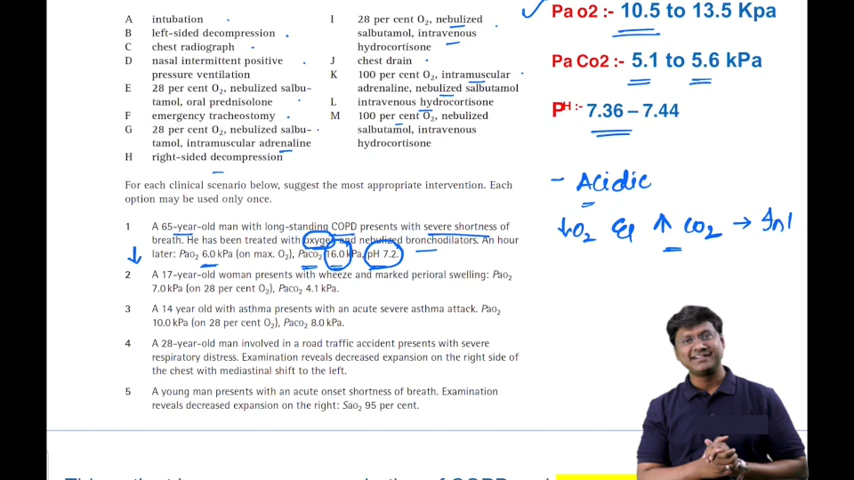 A intubation
B left-sided decompression
C chest radiograph
D nasal intermittent positive
pressure ventilation
E 28 per cent O2, nebulized salbu-
tamol, oral prednisolone
F emergency tracheostomy
G 28 per cent O2, nebulized salbu-
tamol, intramuscular adrenaline
H right-sided decompression
I 28 per cent O2, nebulized
salbutamol, intravenous
hydrocortisone
J chest drain
K 100 per cent O2, intramuscular
adrenaline, nebulized salbutamol
L intravenous hydrocortisone
M 100 per cent O2, nebulized
salbutamol, intravenous
hydrocortisone
Pa o2 :- 10.5 to 13.5 Kpa
Pa Co2 :- 5.1 to 5.6 kPa
PH :- 7.36 – 7.44
- Acidic
↓O2 ↑ CO2 →
For each clinical scenario below, suggest the most appropriate intervention. Each
option may be used only once.
1 A 65-year-old man with long-standing COPD presents with severe shortness of
breath. He has been treated with oxygen and nebulized bronchodilators. An hour
later: PaO2 6.0 kPa (on max. O2), PaCO2 16.0 kPa, pH 7.2.
2 A 17-year-old woman presents with wheeze and marked perioral swelling: PaO2
7.0 kPa (on 28 per cent O2), PaCO2 4.1 kPa.
3 A 14 year old with asthma presents with an acute severe asthma attack. PaO2
10.0 kPa (on 28 per cent O2), PaCO2 8.0 kPa.
4 A 28-year-old man involved in a road traffic accident presents with severe
respiratory distress. Examination reveals decreased expansion on the right side of
the chest with mediastinal shift to the left.
5 A young man presents with an acute onset shortness of breath. Examination
reveals decreased expansion on the right: SaO2 95 per cent.